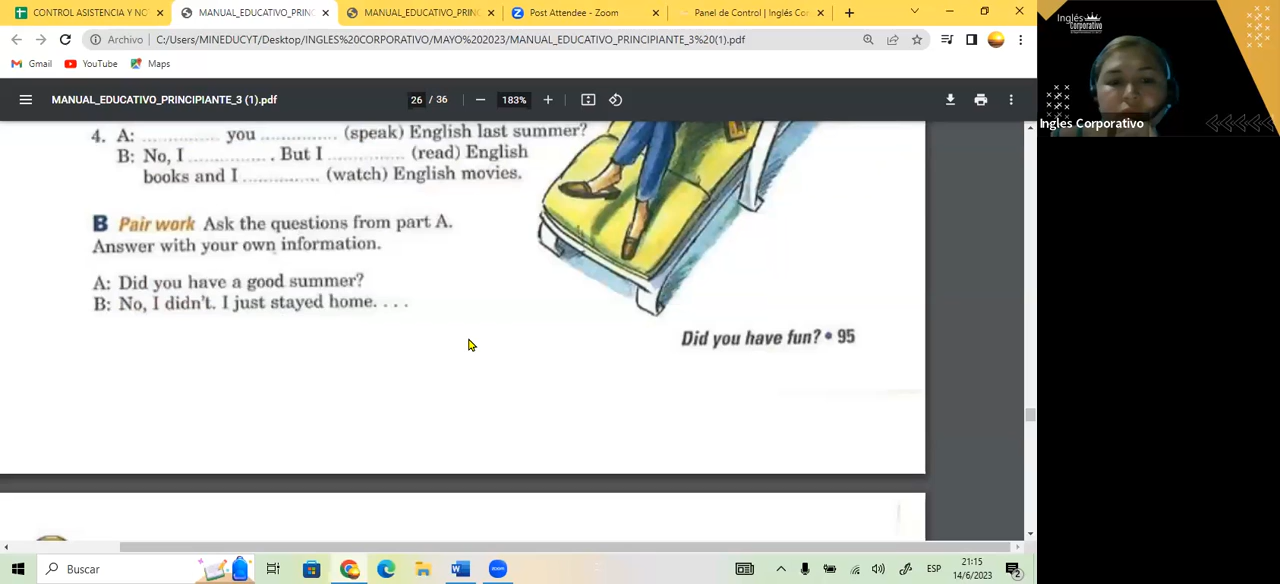 CONTROL ASISTENCIA Y NO
MANUAL_EDUCATIVO_PRINC
MANUAL_EDUCATIVO_PRINC
Post Attendee - Zoom
Panel de Control | Inglés Cor
Archivo
C:/Users/MINEDUCYT/Desktop/INGLES%20CORPORATIVO/MAYO%202023/MANUAL_EDUCATIVO_PRINCIPIANTE_3%20(1).pdf
Gmail
YouTube
Maps
MANUAL_EDUCATIVO_PRINCIPIANTE_3 (1).pdf
26 / 36
183%
4. A: ............... you ............... (speak) English last summer?
B: No, I ............... . But I ............... (read) English
books and I ............... (watch) English movies.
B Pair work Ask the questions from part A.
Answer with your own information.
A: Did you have a good summer?
B: No, I didn't. I just stayed home. . . .
Did you have fun? • 95
Inglés
Corporativo
Ingles Corporativo
Buscar
ESP
21:15
14/6/2023
2